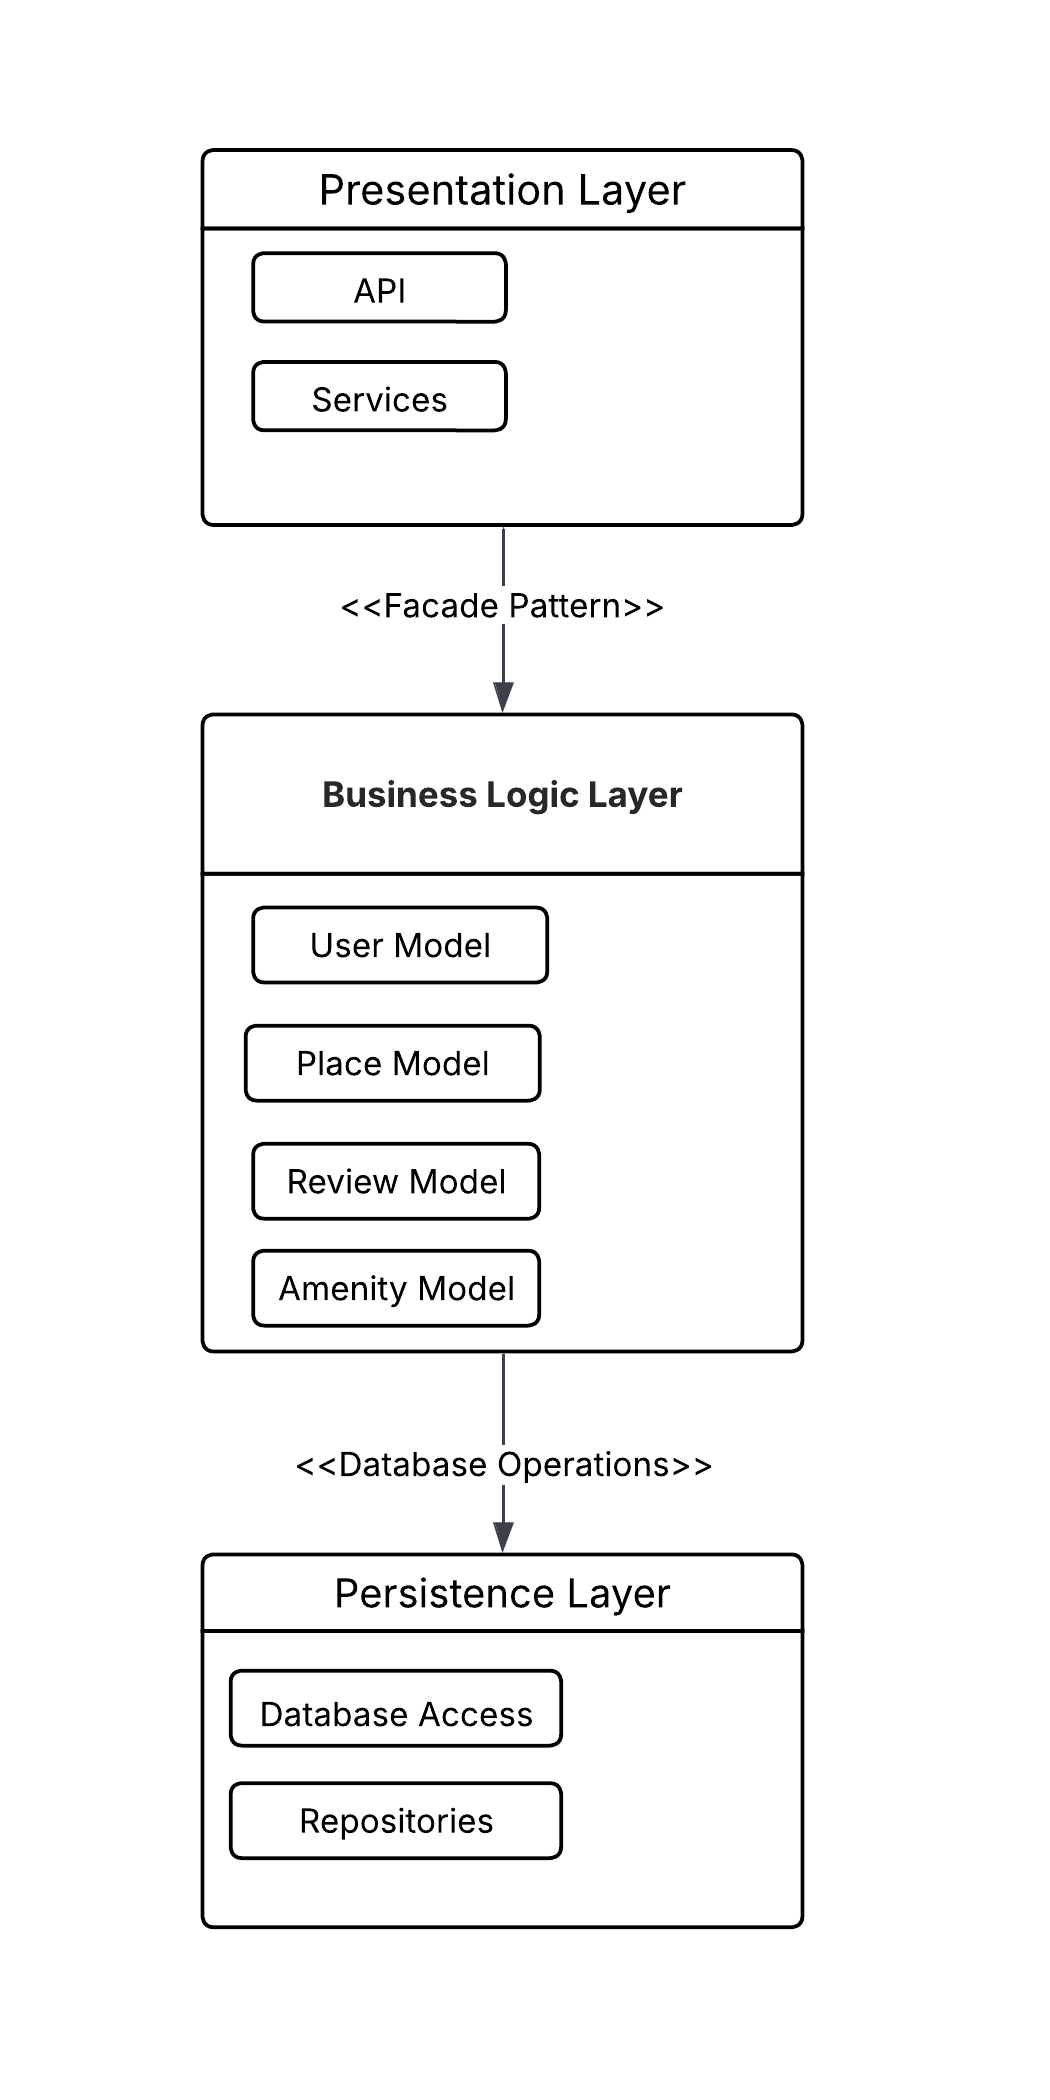 Presentation Layer
API
Services
<<Facade Pattern>>
Business Logic Layer
User Model
Place Model
Review Model
Amenity Model
<<Database Operations>>
Persistence Layer
Database Access
Repositories